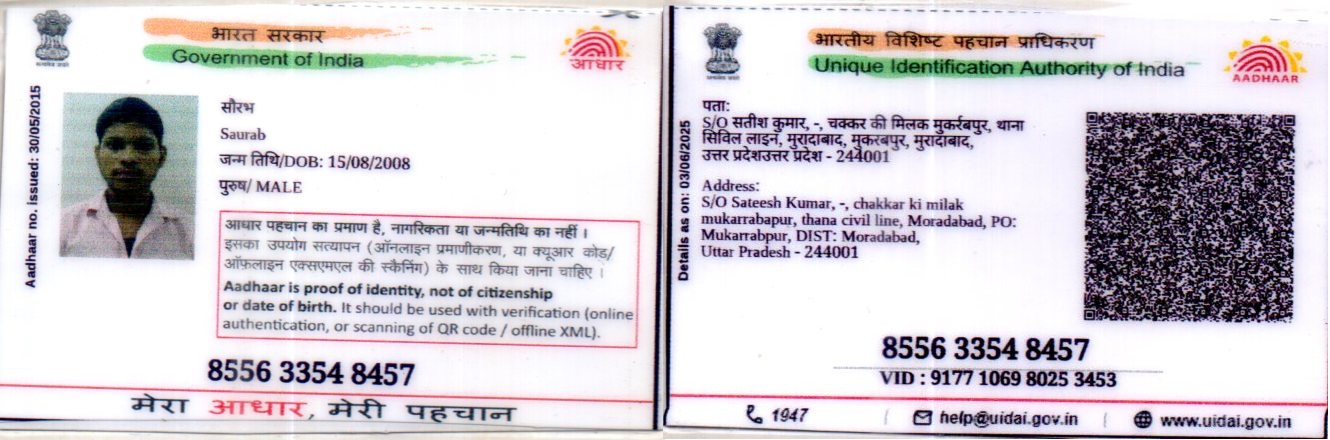 भारत सरकार
Government of India
आधार
Aadhaar no. issued: 30/05/2015
सौरभ
Saurab
जन्म तिथि/DOB: 15/08/2008
पुरुष/ MALE
आधार पहचान का प्रमाण है, नागरिकता या जन्मतिथि का नहीं ।
इसका उपयोग सत्यापन (ऑनलाइन प्रमाणीकरण, या क्यूआर कोड/
ऑफ़लाइन एक्सएमएल की स्कैनिंग) के साथ किया जाना चाहिए ।
Aadhaar is proof of identity, not of citizenship
or date of birth. It should be used with verification (online
authentication, or scanning of QR code / offline XML).
8556 3354 8457
मेरा आधार, मेरी पहचान
भारतीय विशिष्ट पहचान प्राधिकरण
Unique Identification Authority of India
AADHAAR
Details as on: 03/06/2025
पता:
S/O सतीश कुमार, -, चक्कर की मिलक मुकर्रबपुर, थाना
सिविल लाइन, मुरादाबाद, मुकरबपुर, मुरादाबाद,
उत्तर प्रदेशउत्तर प्रदेश - 244001
Address:
S/O Sateesh Kumar, -, chakkar ki milak
mukarrabapur, thana civil line, Moradabad, PO:
Mukarrabpur, DIST: Moradabad,
Uttar Pradesh - 244001
8556 3354 8457
VID : 9177 1069 8025 3453
1947
help@uidai.gov.in
www.uidai.gov.in